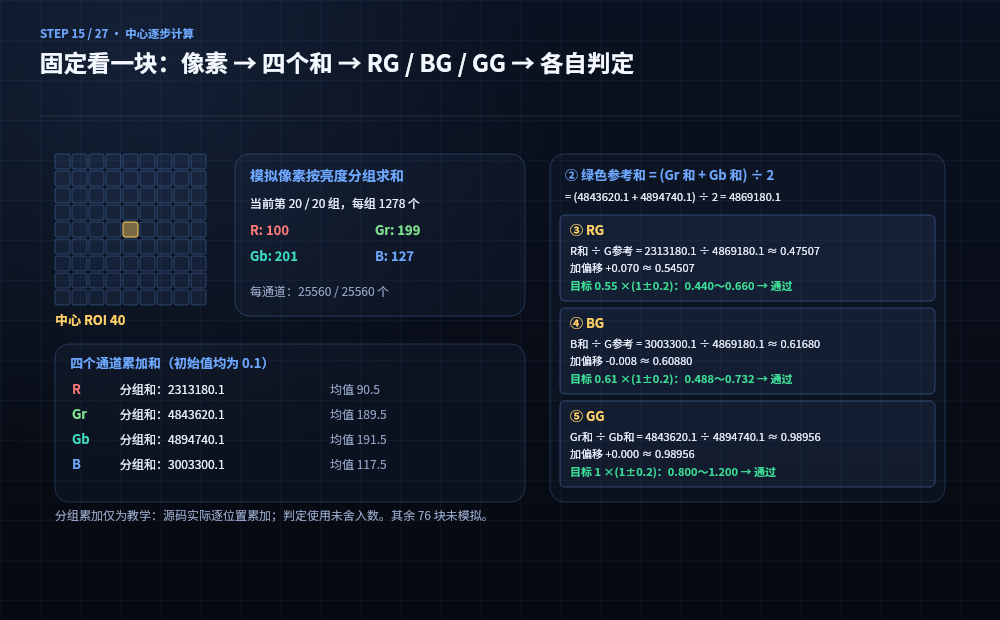 STEP 15 / 27 · 中心逐步计算
固定看一块：像素 → 四个和 → RG / BG / GG → 各自判定
中心 ROI 40
模拟像素按亮度分组求和
当前第 20 / 20 组，每组 1278 个
R: 100 Gr: 199
Gb: 201 B: 127
每通道：25560 / 25560 个
四个通道累加和（初始值均为 0.1）
R 分组和：2313180.1 均值 90.5
Gr 分组和：4843620.1 均值 189.5
Gb 分组和：4894740.1 均值 191.5
B 分组和：3003300.1 均值 117.5
② 绿色参考和 = (Gr 和 + Gb 和) ÷ 2
= (4843620.1 + 4894740.1) ÷ 2 = 4869180.1
③ RG
R和 ÷ G参考 = 2313180.1 ÷ 4869180.1 ≈ 0.47507
加偏移 +0.070 ≈ 0.54507
目标 0.55 ×(1±0.2)：0.440～0.660 → 通过
④ BG
B和 ÷ G参考 = 3003300.1 ÷ 4869180.1 ≈ 0.61680
加偏移 -0.008 ≈ 0.60880
目标 0.61 ×(1±0.2)：0.488～0.732 → 通过
⑤ GG
Gr和 ÷ Gb和 = 4843620.1 ÷ 4894740.1 ≈ 0.98956
加偏移 +0.000 ≈ 0.98956
目标 1 ×(1±0.2)：0.800～1.200 → 通过
分组累加仅为教学：源码实际逐位置累加；判定使用未舍入数。其余 76 块未模拟。